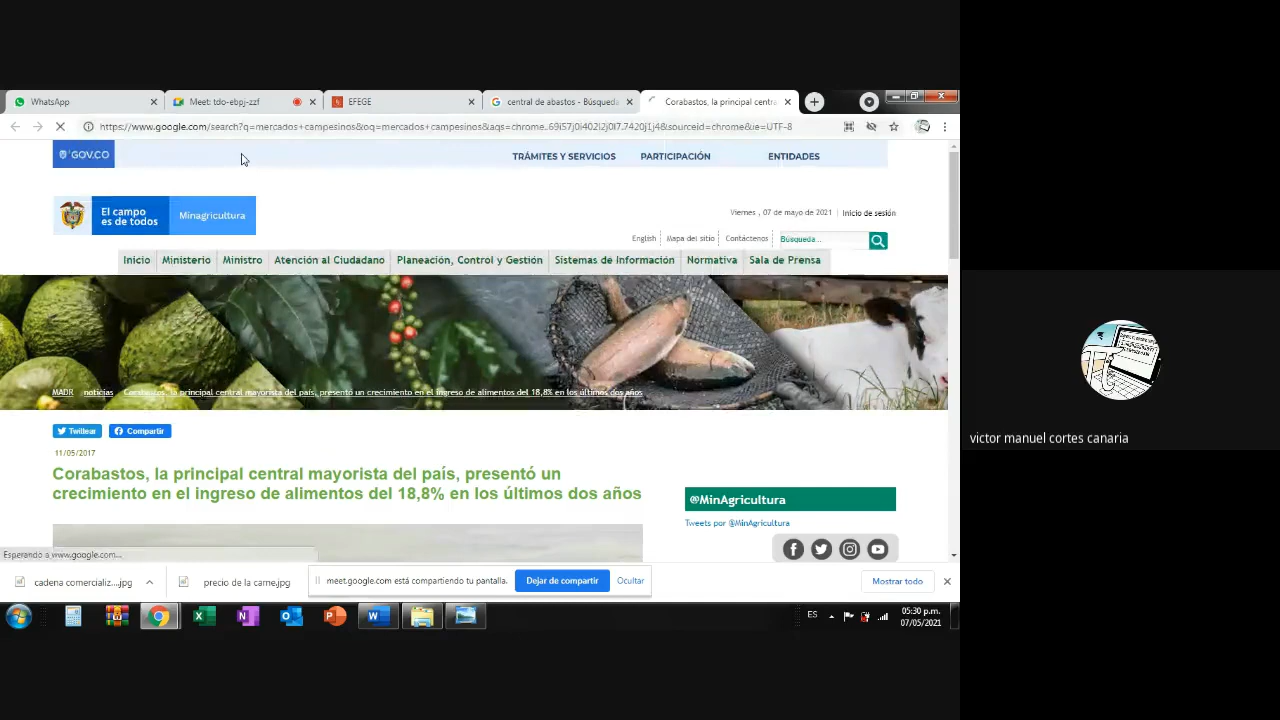 WhatsApp
Meet: tdo-ebpj-zzf
EFEGE
central de abastos - Búsqueda
Corabastos, la principal centra
https://www.google.com/search?q=mercados+campesinos&oq=mercados+campesinos&aqs=chrome..69i57j0i402l2j0l7.7420j1j4&sourceid=chrome&ie=UTF-8
GOV.CO
TRÁMITES Y SERVICIOS
PARTICIPACIÓN
ENTIDADES
El campo
es de todos
Minagricultura
Viernes , 07 de mayo de 2021
Inicio de sesión
English
Mapa del sitio
Contáctenos
Búsqueda ..
Inicio
Ministerio
Ministro
Atención al Ciudadano
Planeación, Control y Gestión
Sistemas de Información
Normativa
Sala de Prensa
MADR
noticias
Corabastos, la principal central mayorista del país, presentó un crecimiento en el ingreso de alimentos del 18,8% en los últimos dos años
Twittear
Compartir
11/05/2017
Corabastos, la principal central mayorista del país, presentó un
crecimiento en el ingreso de alimentos del 18,8% en los últimos dos años
@MinAgricultura
Tweets por @MinAgricultura
Esperando a www.google.com...
cadena comercializ....jpg
precio de la carne.jpg
meet.google.com está compartiendo tu pantalla.
Dejar de compartir
Ocultar
Mostrar todo
ES
05:30 p.m.
07/05/2021
victor manuel cortes canaria